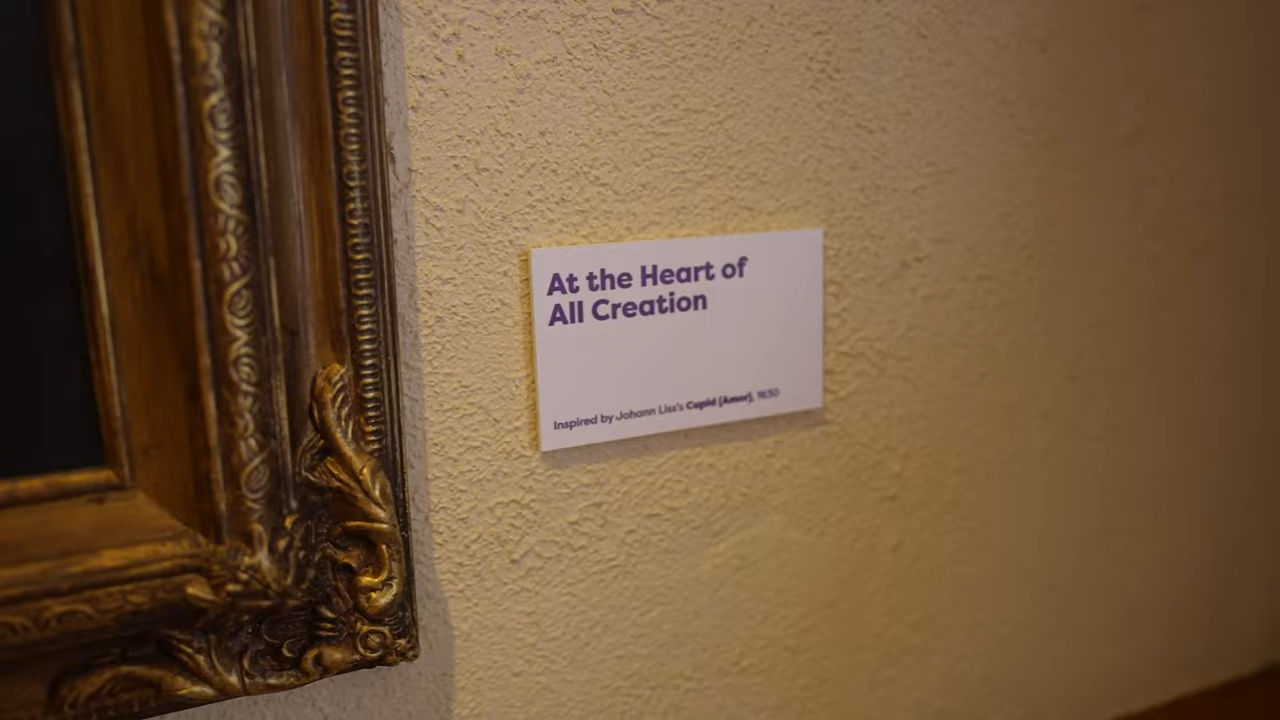 At the Heart of
All Creation
Inspired by Johann Liss's Cupid (Amor), 1630